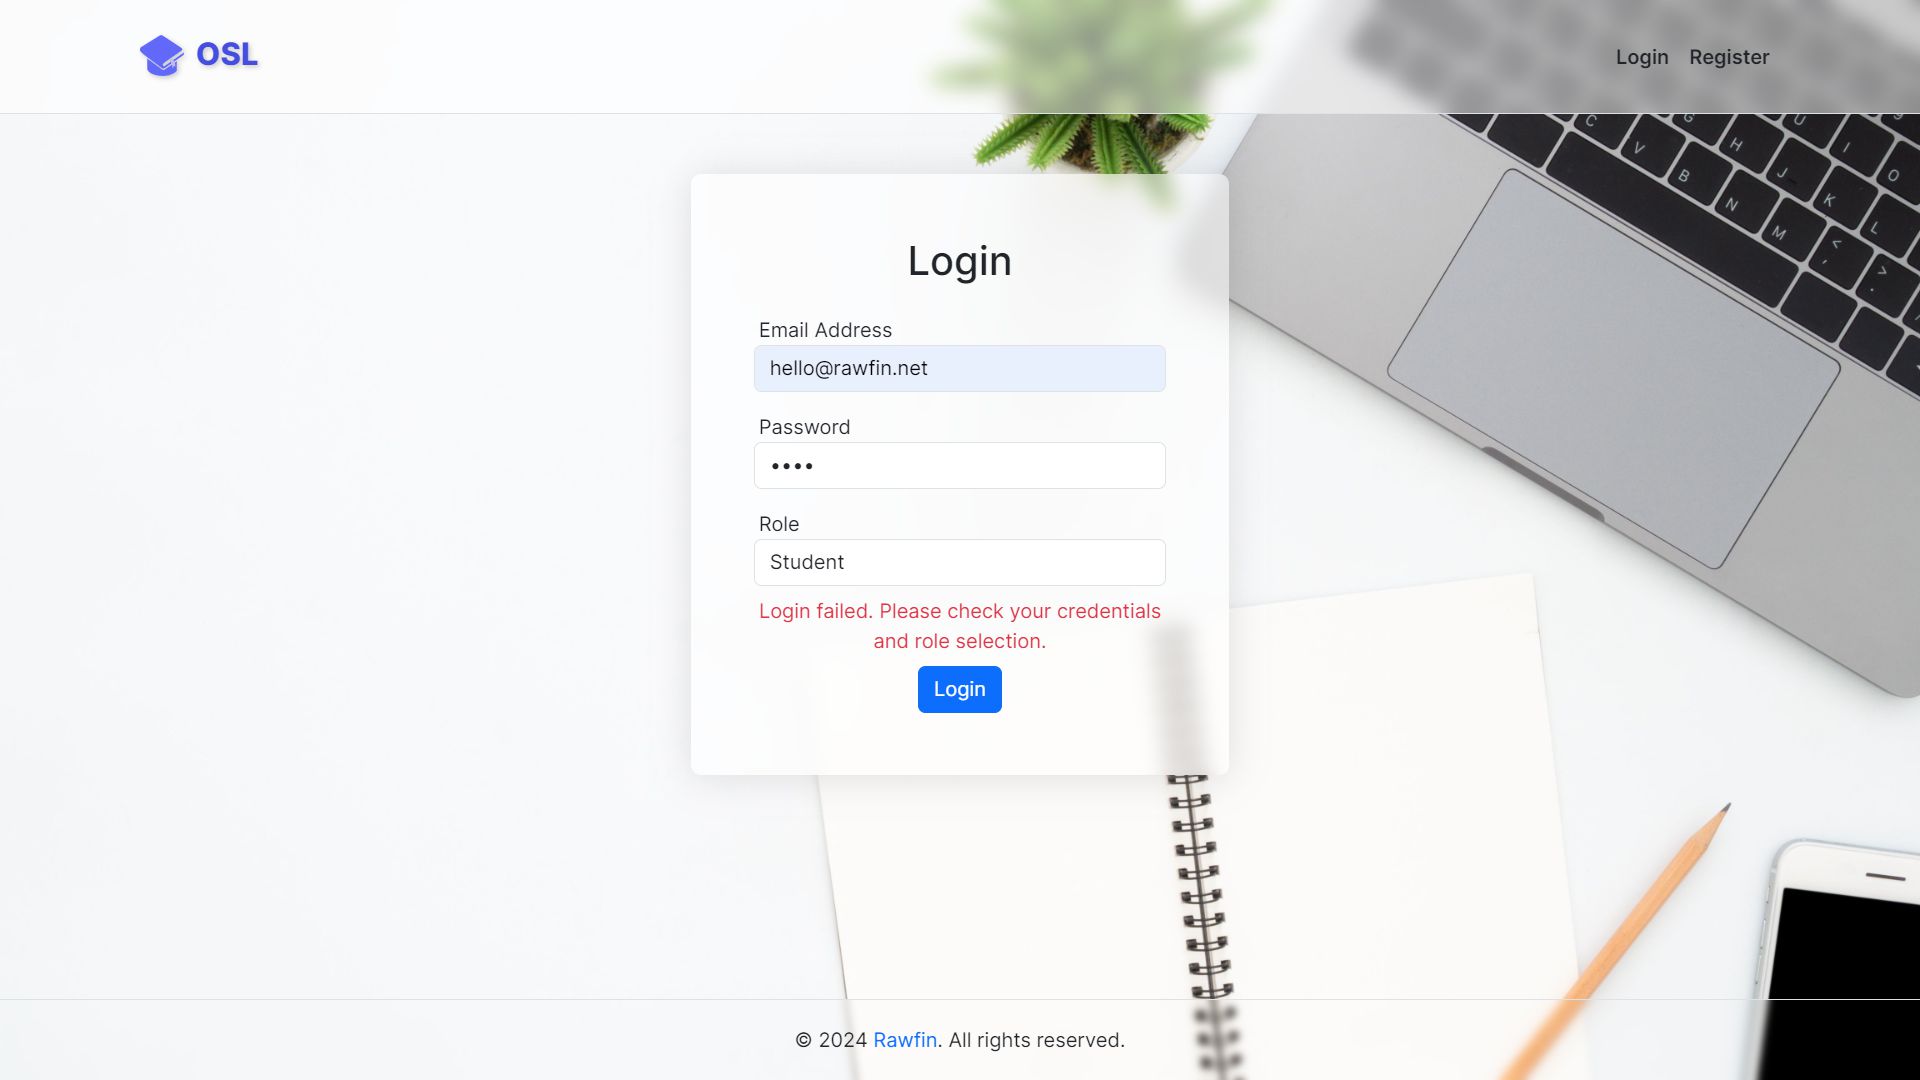 OSL
Login Register
Login
Email Address
hello@rawfin.net
Password
••••
Role
Student
Login failed. Please check your credentials
and role selection.
Login
© 2024 Rawfin. All rights reserved.
C
G
U
9
V
H
I
B
J
O
N
K
M
L
<
,
>
.